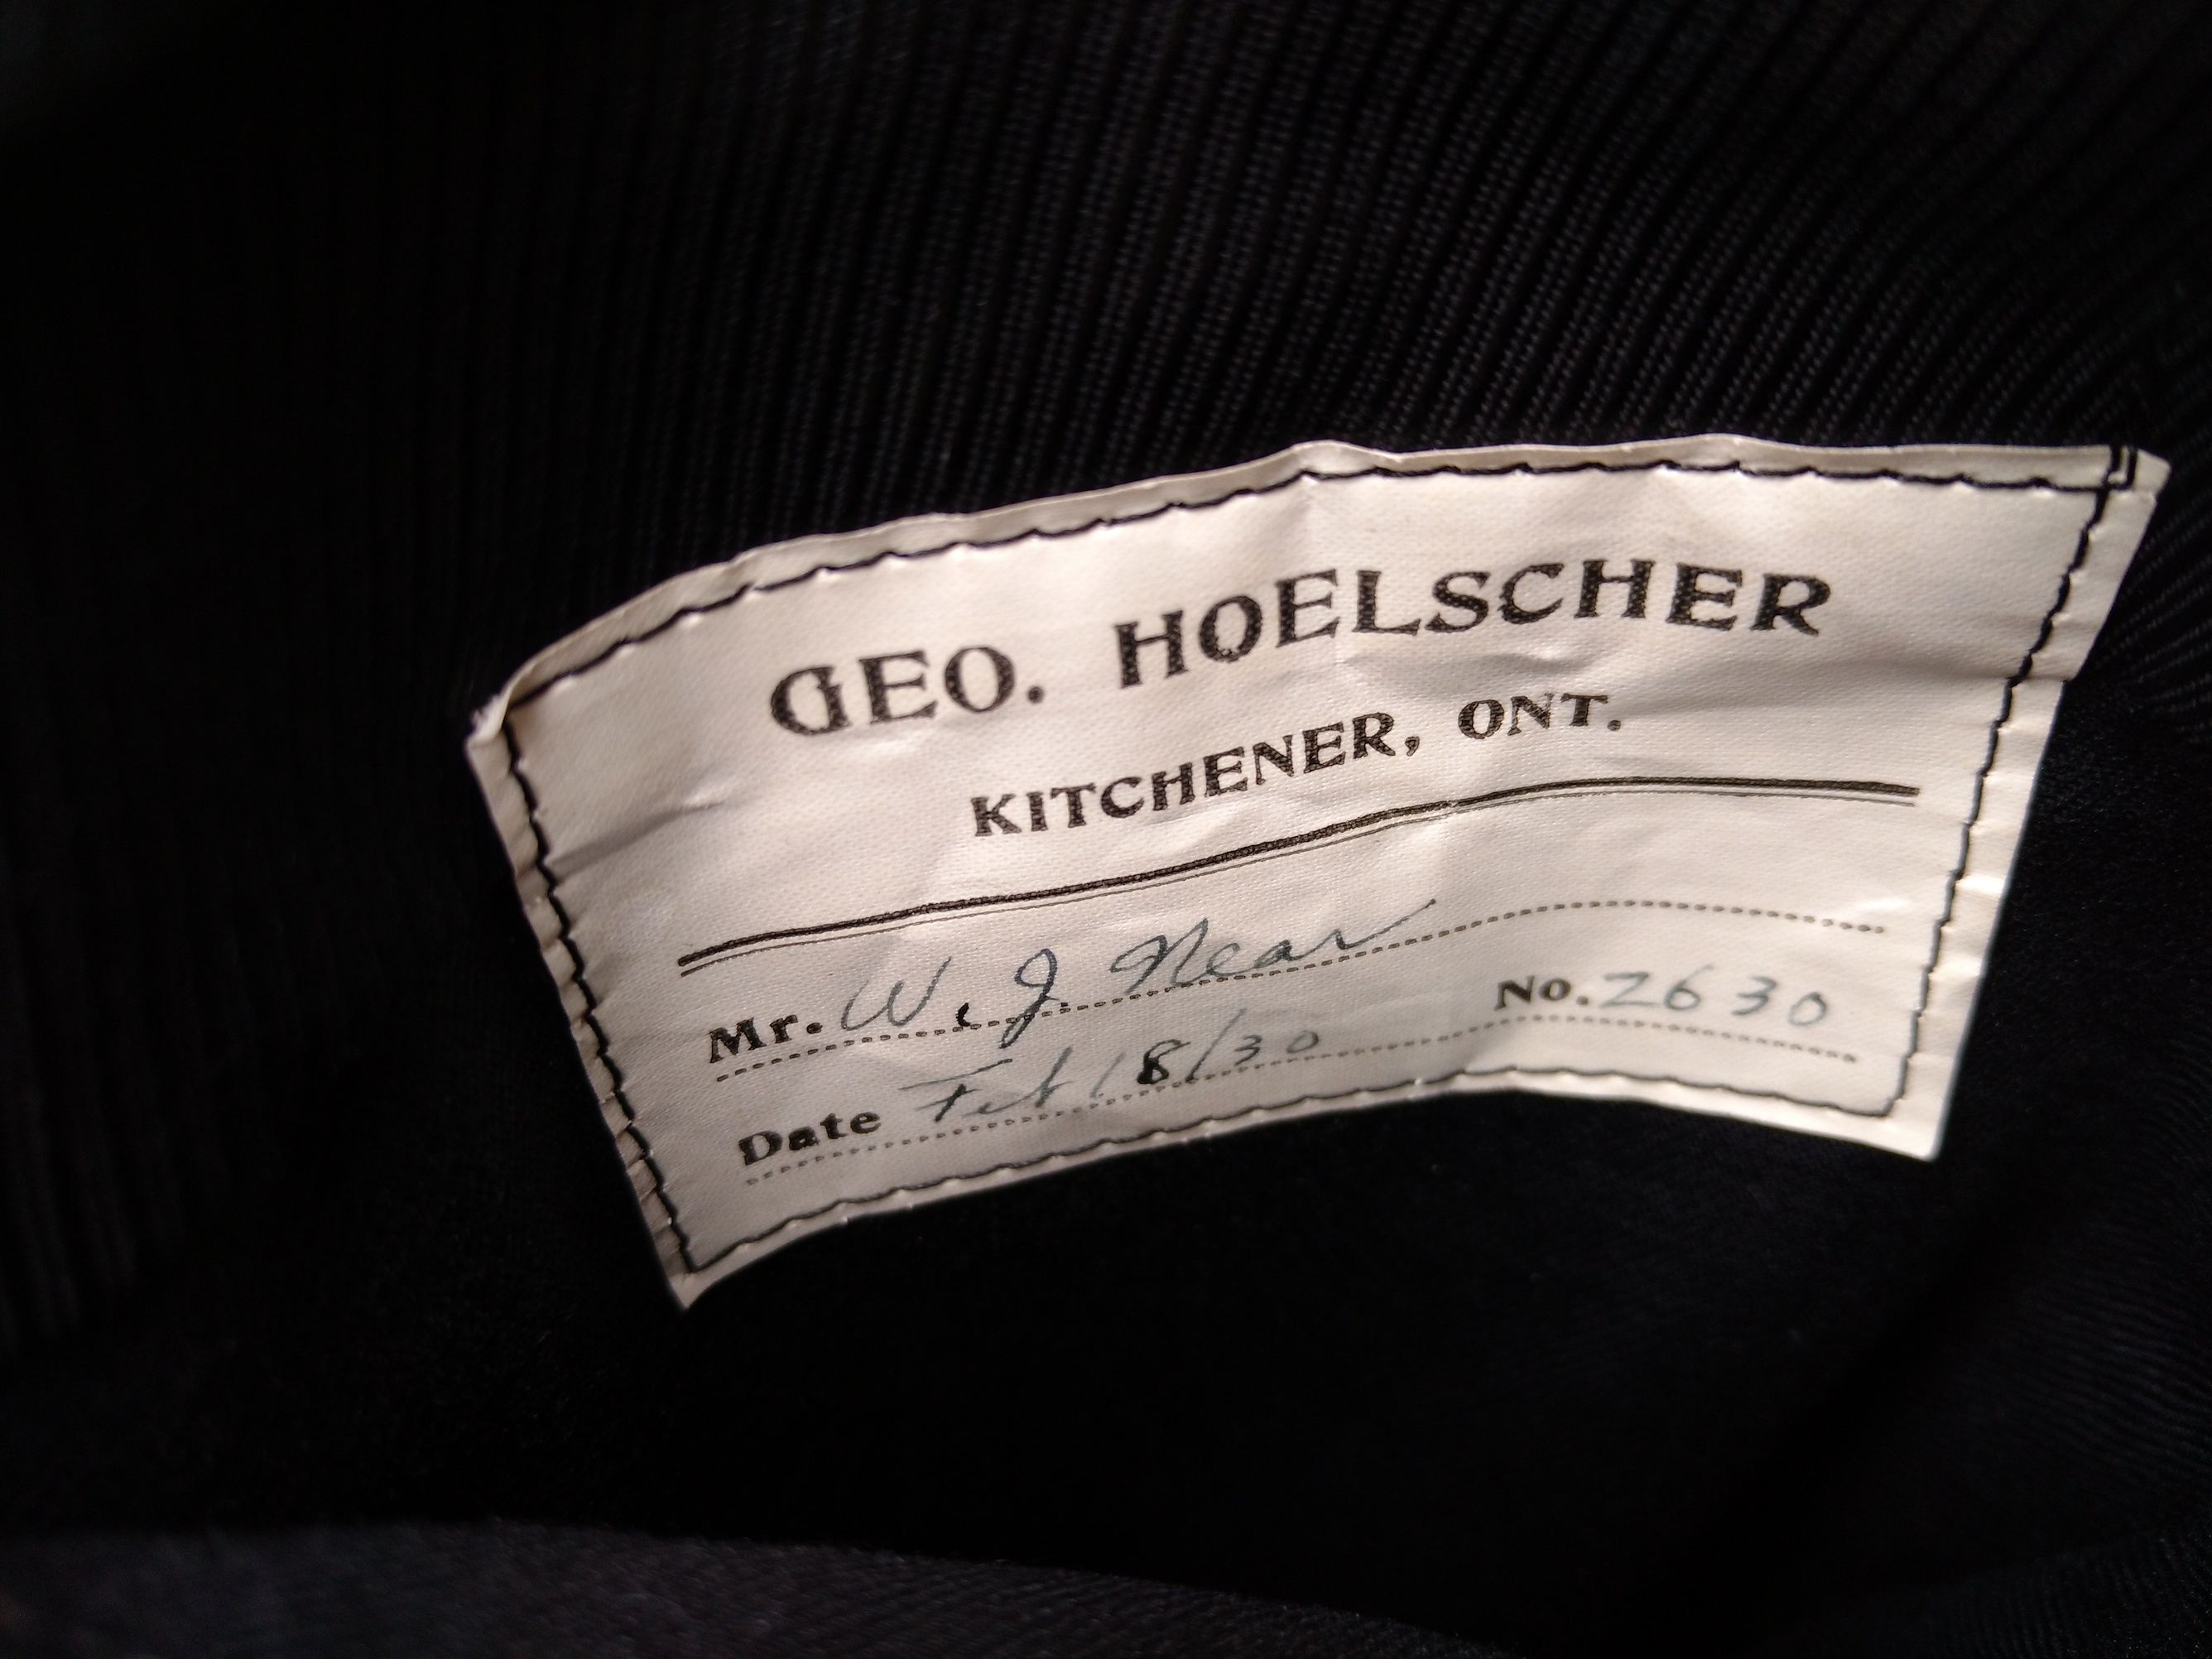 GEO. HOELSCHER
KITCHENER, ONT.
Mr. W. J. Near
No. 2630
Date Feb 18/30